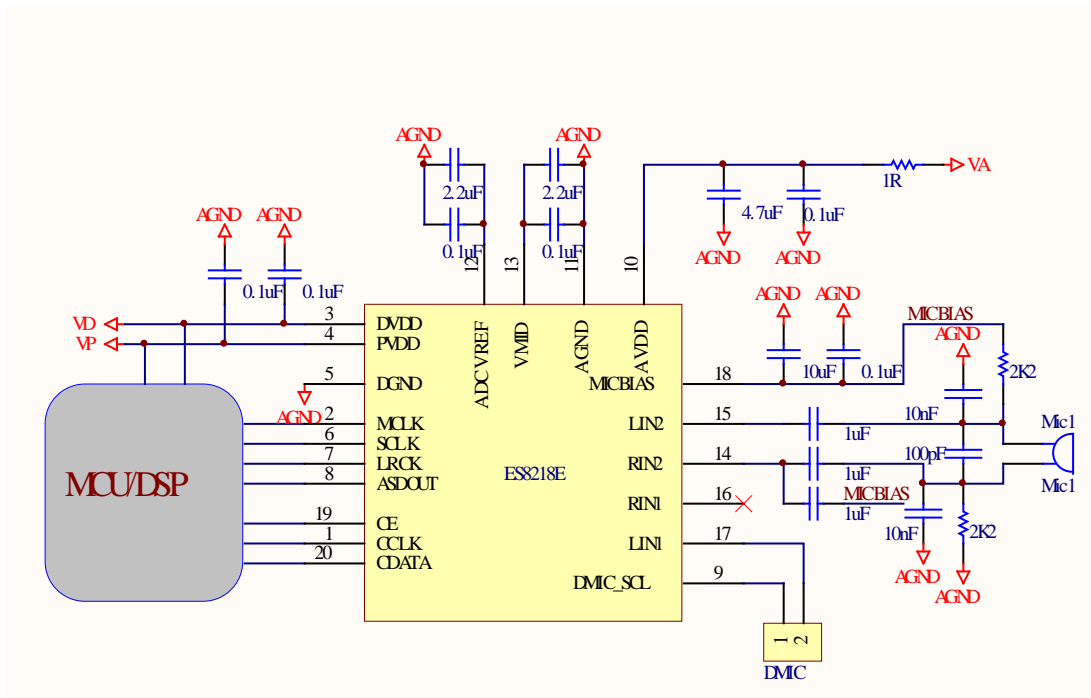 AGND
AGND
2.2uF
2.2uF
0.1uF
0.1uF
12
13
11
10
1R
VA
4.7uF
0.1uF
AGND
AGND
AGND
AGND
0.1uF
0.1uF
VD
VP
3
4
5
AGND
2
6
7
8
19
1
20
MCU/DSP
DVDD
PVDD
DGND
MCLK
SCLK
LRCK
ASDOUT
CE
CCLK
CDATA
ADCVREF
VMID
AGND
AVDD
ES8218E
MICBIAS
LIN2
RIN2
RIN1
LIN1
DMIC_SCL
18
15
14
16
17
9
AGND
AGND
10uF
0.1uF
MICBIAS
AGND
2K2
10nF
1uF
100pF
1uF
MICBIAS
1uF
10nF
2K2
AGND
AGND
Mic1
Mic1
1
2
DMIC